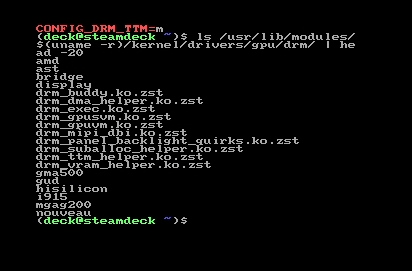 CONFIG_DRM_TTM=m
(deck@steamdeck ~)$ ls /usr/lib/modules/
$(uname -r)/kernel/drivers/gpu/drm/ | he
ad -20
amd
ast
bridge
display
drm_buddy.ko.zst
drm_dma_helper.ko.zst
drm_exec.ko.zst
drm_gpusvm.ko.zst
drm_gpuvm.ko.zst
drm_mipi_dbi.ko.zst
drm_panel_backlight_quirks.ko.zst
drm_suballoc_helper.ko.zst
drm_ttm_helper.ko.zst
drm_vram_helper.ko.zst
gma500
gud
hisilicon
i915
mgag200
nouveau
(deck@steamdeck ~)$